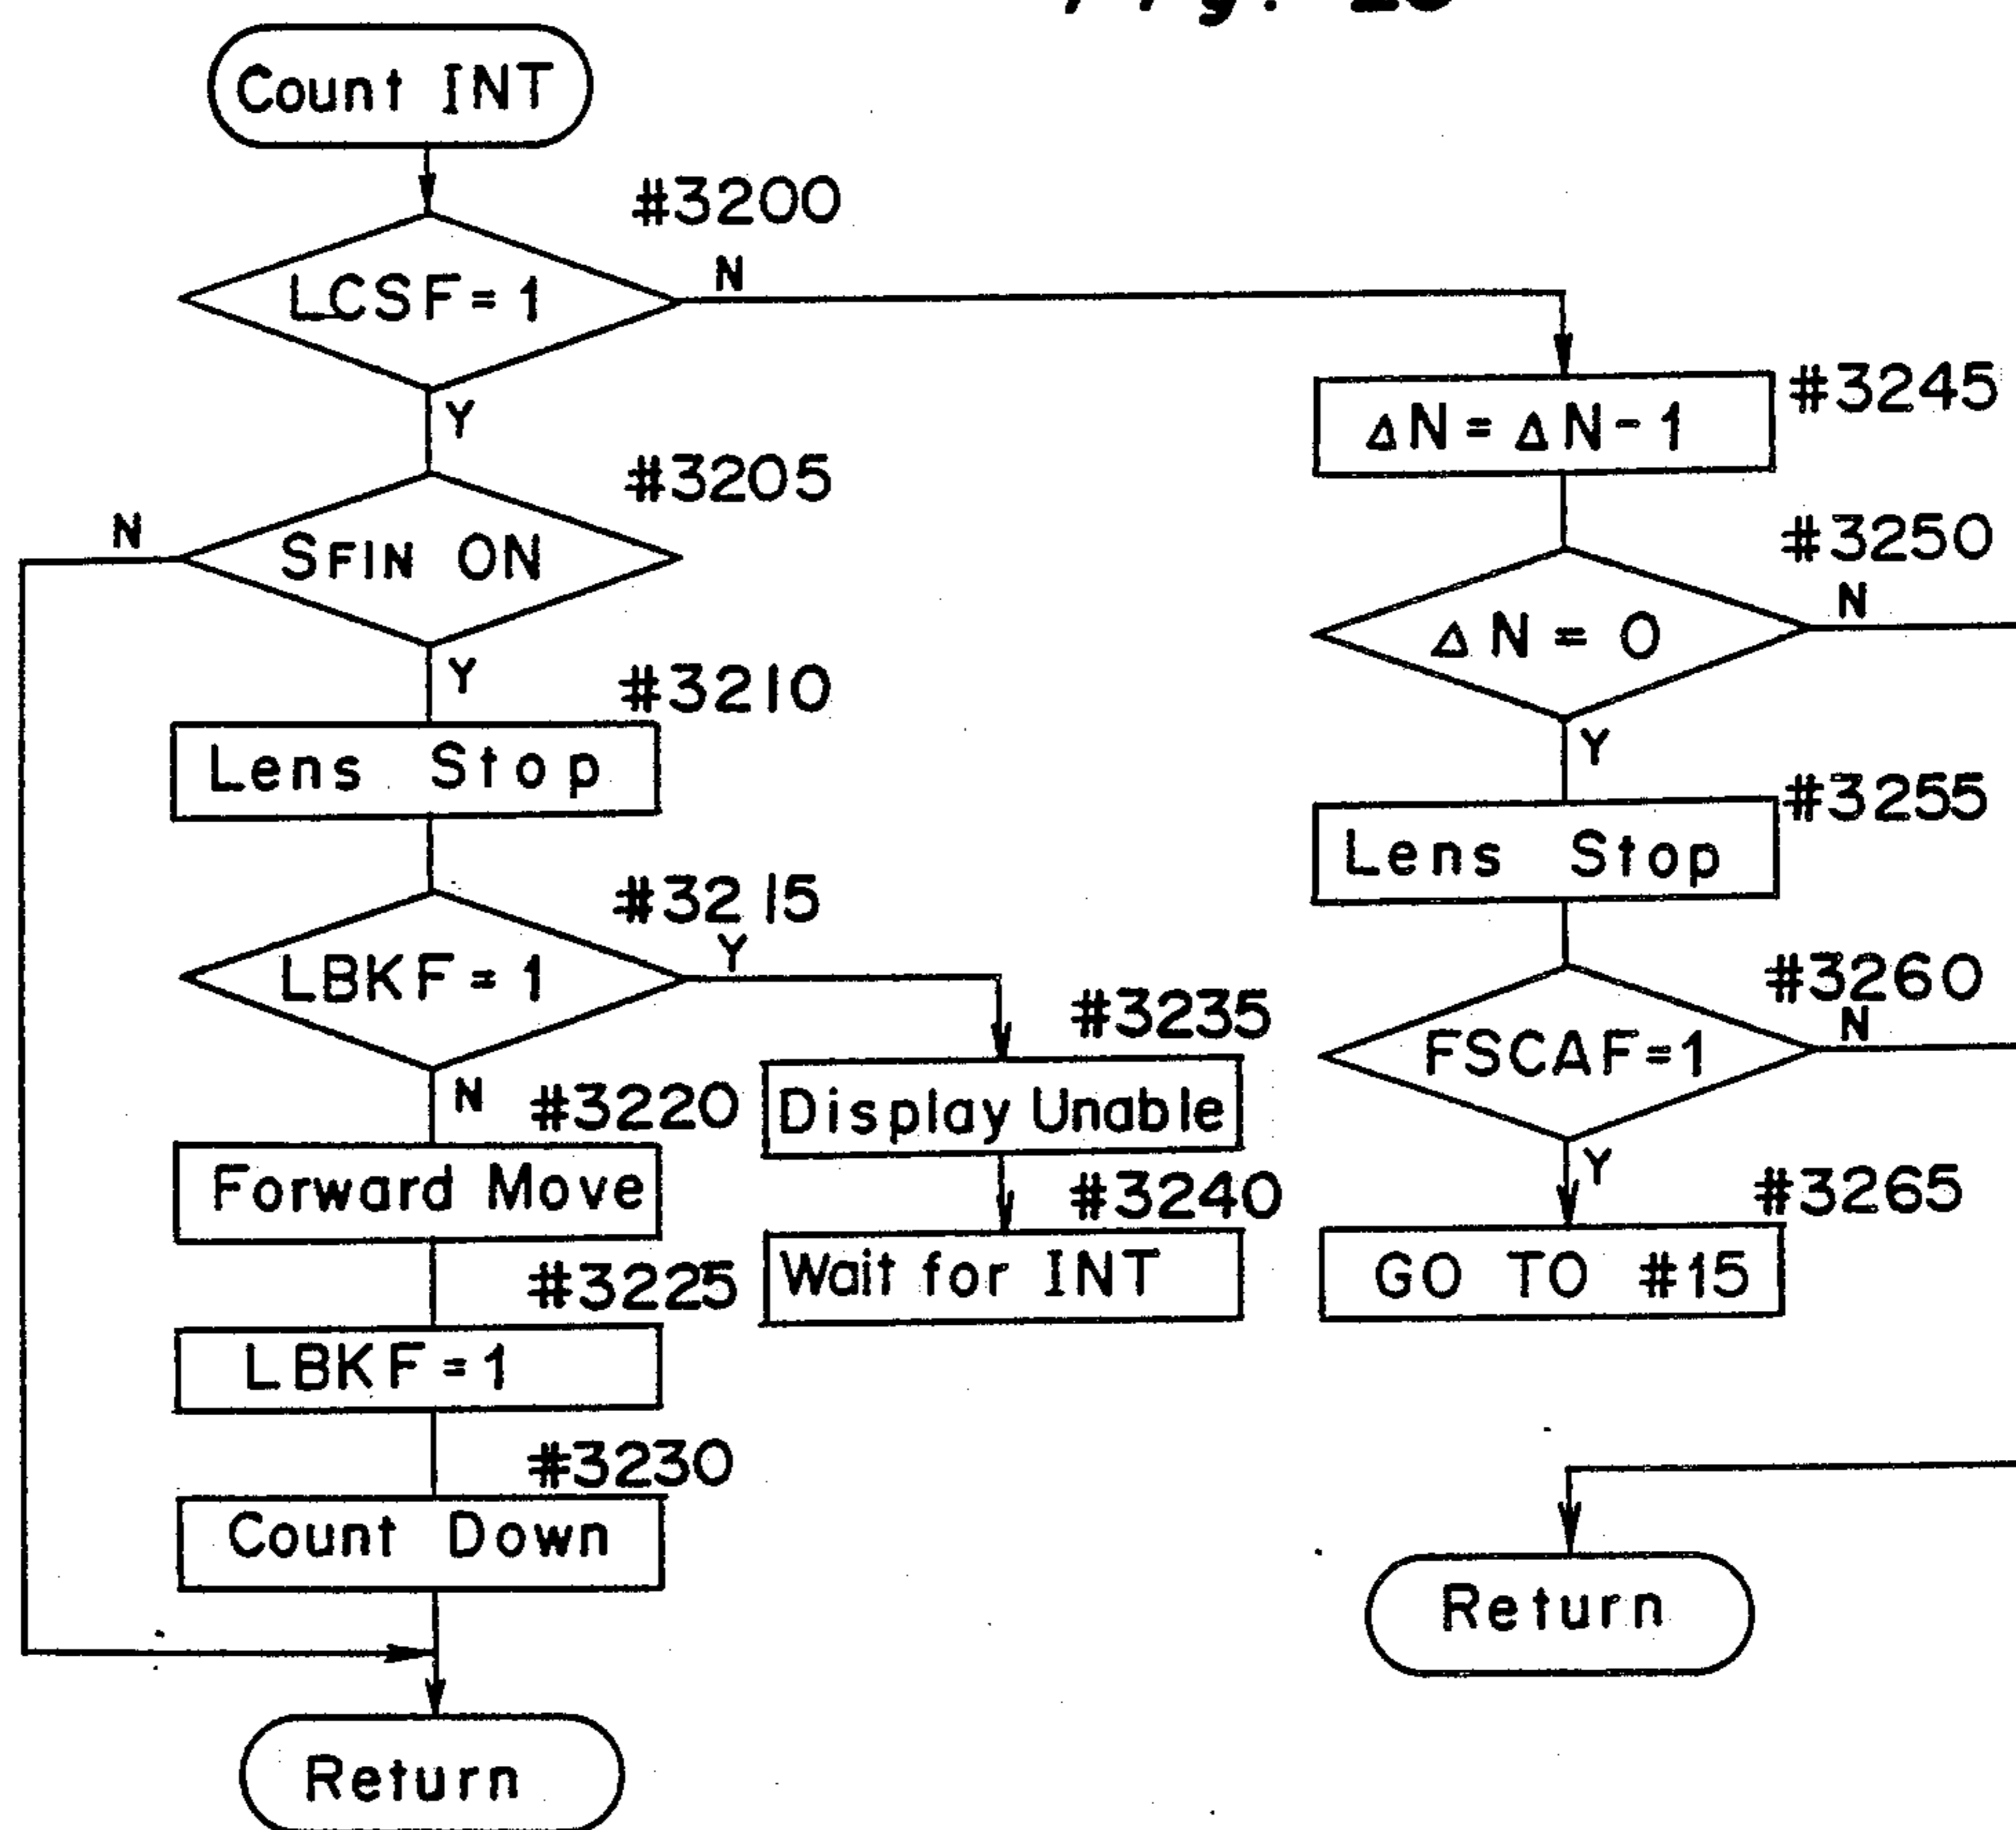 Count INT
#3200
LCSF=1
N
Y
#3205
SFIN ON
N
Y
#3210
Lens Stop
#3215
LBKF=1
Y
N
#3220
Forward Move
#3225
LBKF=1
#3230
Count Down
Return
#3235
Display Unable
#3240
Wait for INT
#3245
ΔN=ΔN-1
#3250
ΔN=0
N
Y
#3255
Lens Stop
#3260
FSCAF=1
N
Y
#3265
GO TO #15
Return